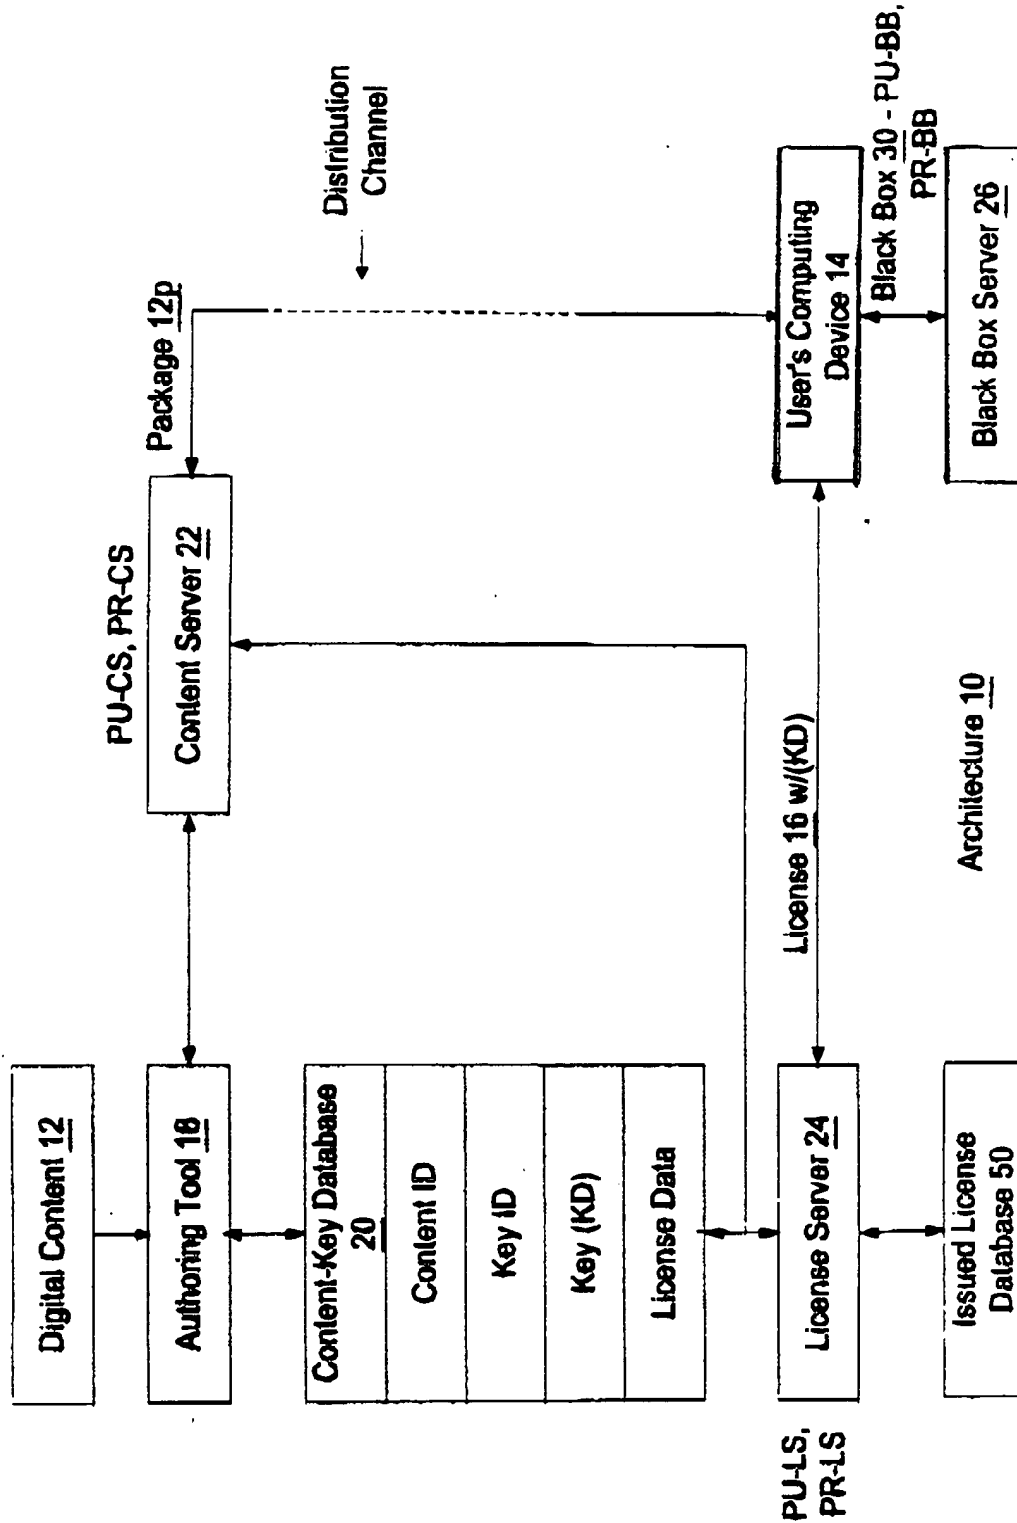 Digital Content 12
Authoring Tool 18
Content-Key Database
20
Content ID
Key ID
Key (KD)
License Data
PU-LS,
PR-LS
License Server 24
Issued License
Database 50
PU-CS, PR-CS
Content Server 22
Package 12p
Distribution
Channel
License 16 w/(KD)
User's Computing
Device 14
Black Box 30 - PU-BB,
PR-BB
Black Box Server 26
Architecture 10